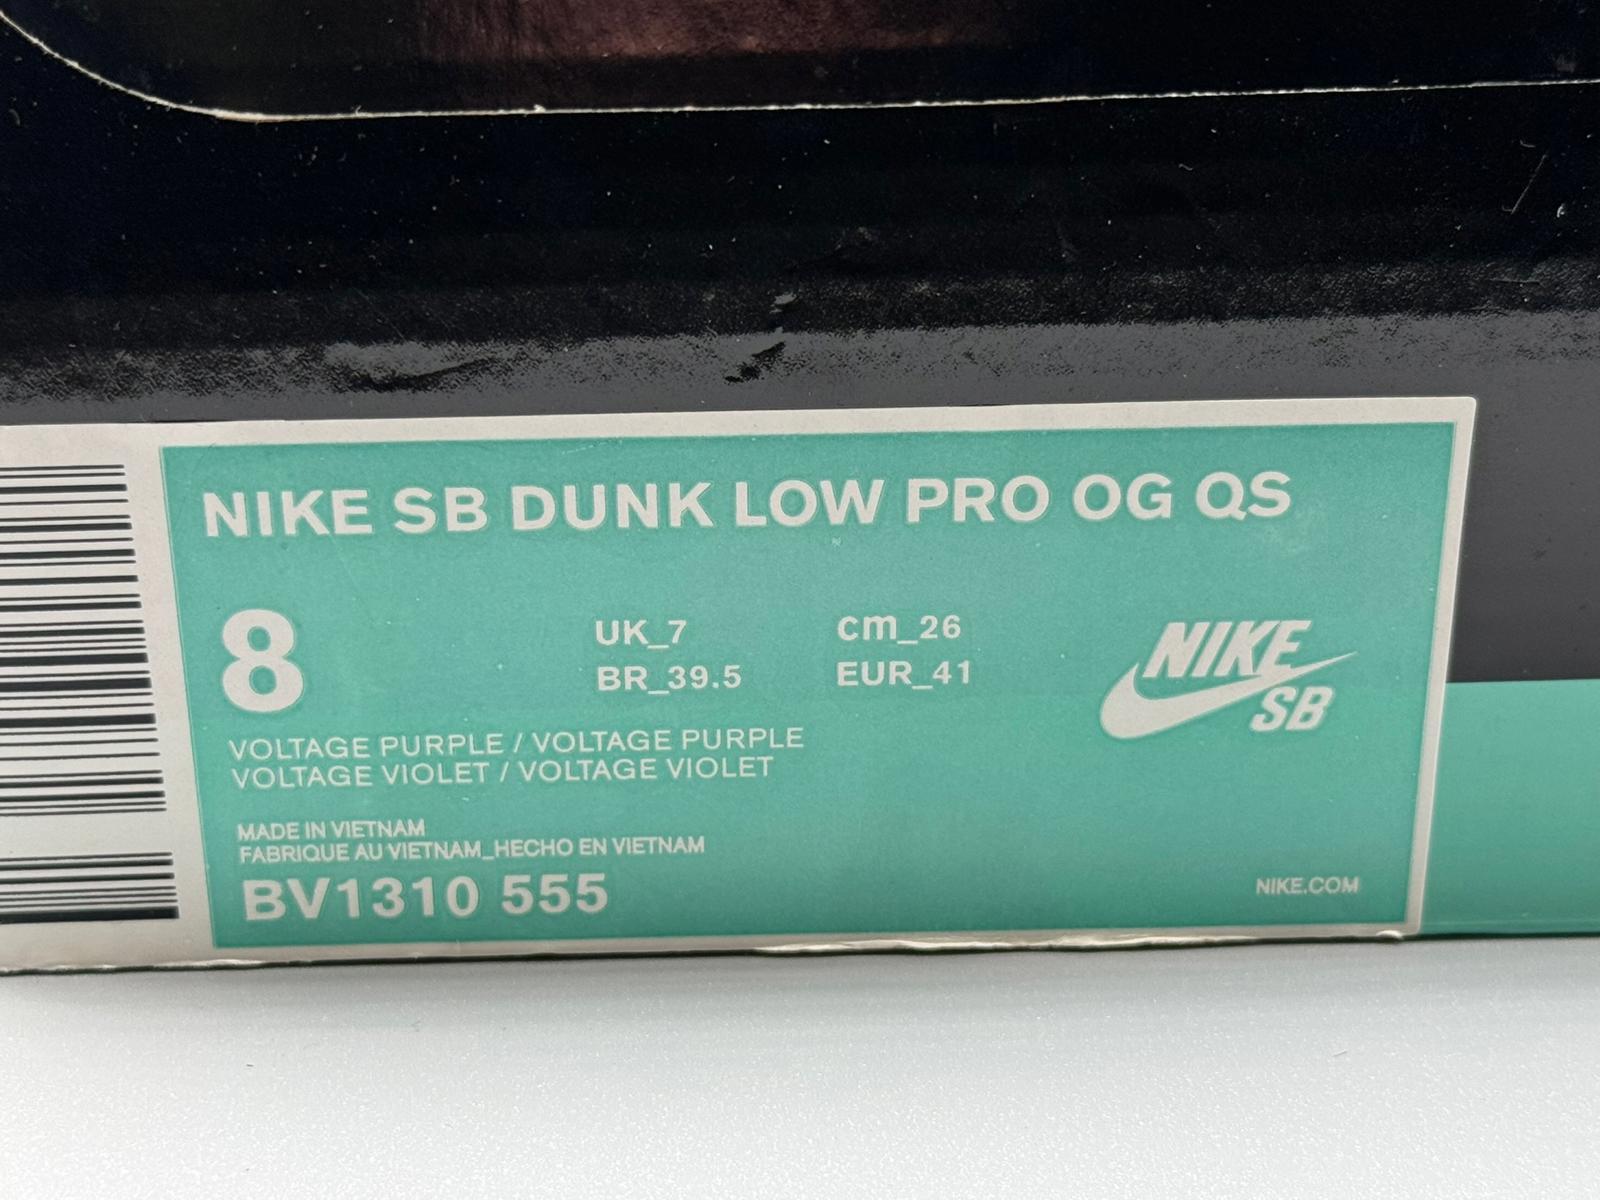 NIKE SB DUNK LOW PRO OG QS
8
UK_7
cm_26
BR_39.5
EUR_41
NIKE
SB
VOLTAGE PURPLE / VOLTAGE PURPLE
VOLTAGE VIOLET / VOLTAGE VIOLET
MADE IN VIETNAM
FABRIQUE AU VIETNAM_HECHO EN VIETNAM
BV1310 555
NIKE.COM